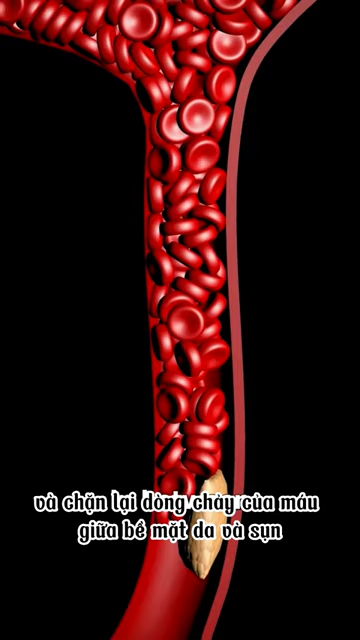 và chặn lại dòng chảy của máu
giữa bề mặt da và sụn